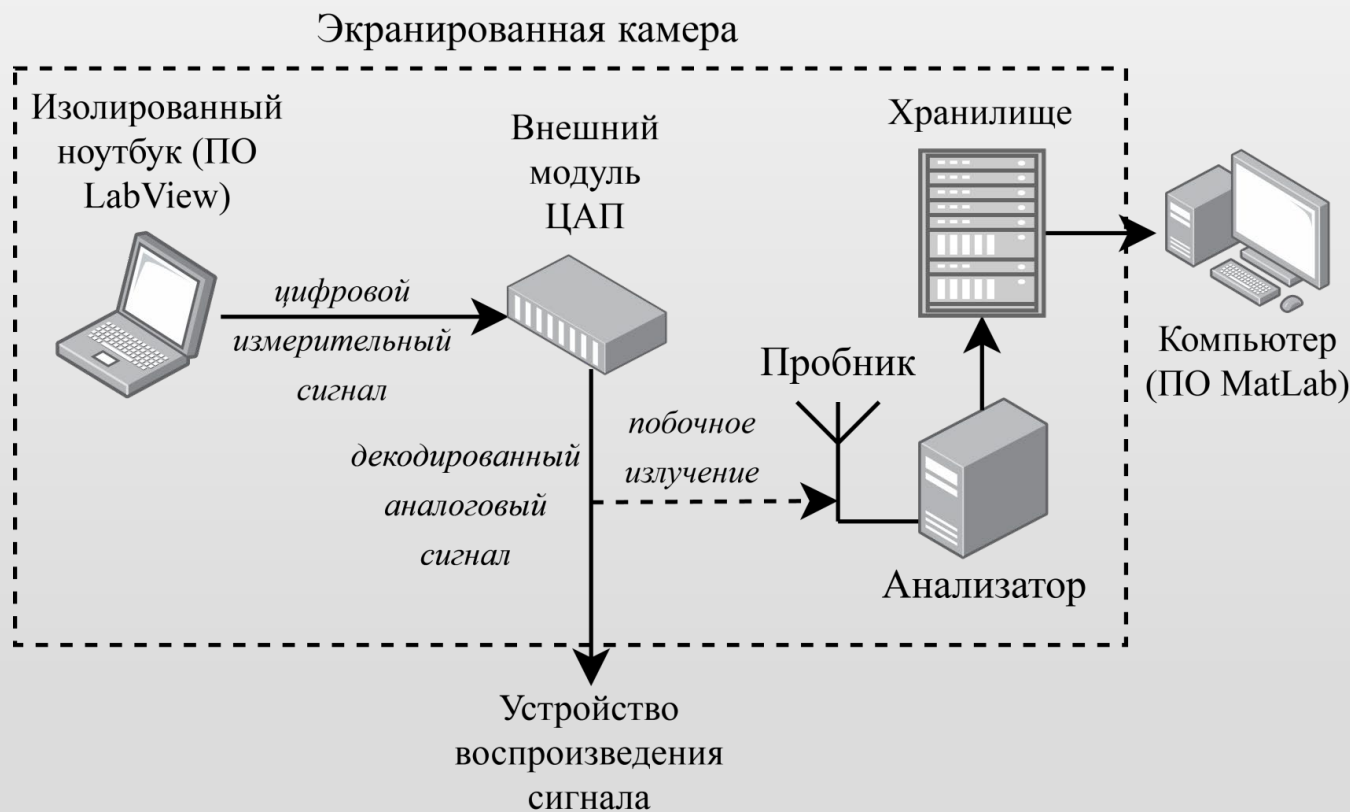 Экранированная камера
Изолированный
ноутбук (ПО
LabView)
Внешний
модуль
ЦАП
Хранилище
цифровой
измерительный
сигнал
Компьютер
(ПО MatLab)
Пробник
побочное
излучение
декодированный
аналоговый
сигнал
Анализатор
Устройство
воспроизведения
сигнала